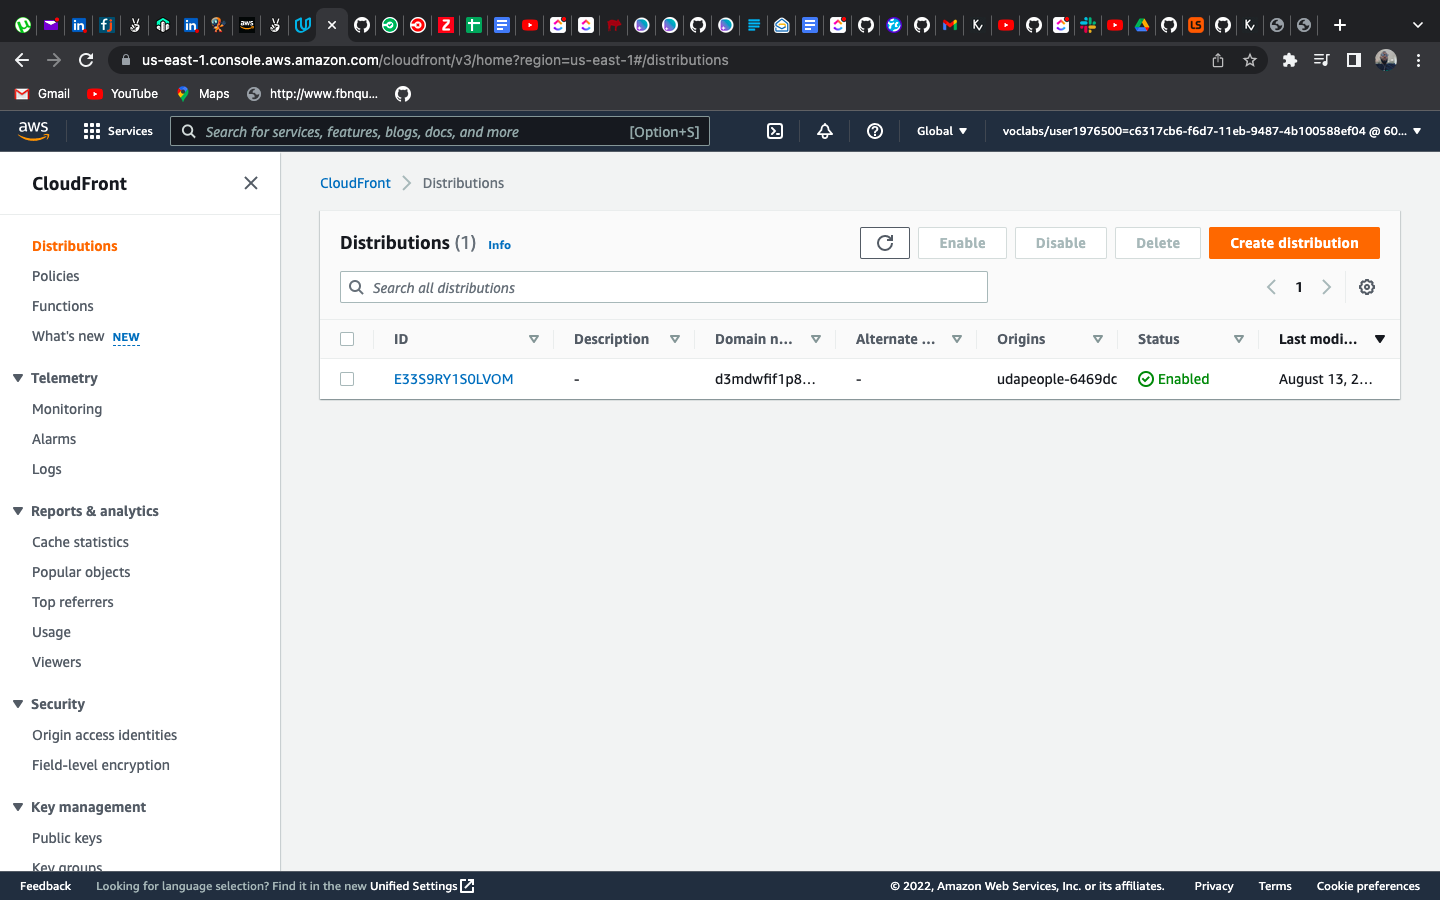 us-east-1.console.aws.amazon.com/cloudfront/v3/home?region=us-east-1#/distributions
Gmail YouTube Maps http://www.fbnqu...
aws Services Search for services, features, blogs, docs, and more [Option+S] Global voclabs/user1976500=c6317cb6-f6d7-11eb-9487-4b100588ef04 @ 60...
CloudFront
Distributions
Policies
Functions
What's new NEW
Telemetry
Monitoring
Alarms
Logs
Reports & analytics
Cache statistics
Popular objects
Top referrers
Usage
Viewers
Security
Origin access identities
Field-level encryption
Key management
Public keys
Key groups
CloudFront Distributions
Distributions (1) Info Enable Disable Delete Create distribution
Search all distributions 1
ID Description Domain n... Alternate ... Origins Status Last modi...
E33S9RY1S0LVOM - d3mdwfif1p8... - udapeople-6469dc Enabled August 13, 2...
Feedback Looking for language selection? Find it in the new Unified Settings © 2022, Amazon Web Services, Inc. or its affiliates. Privacy Terms Cookie preferences